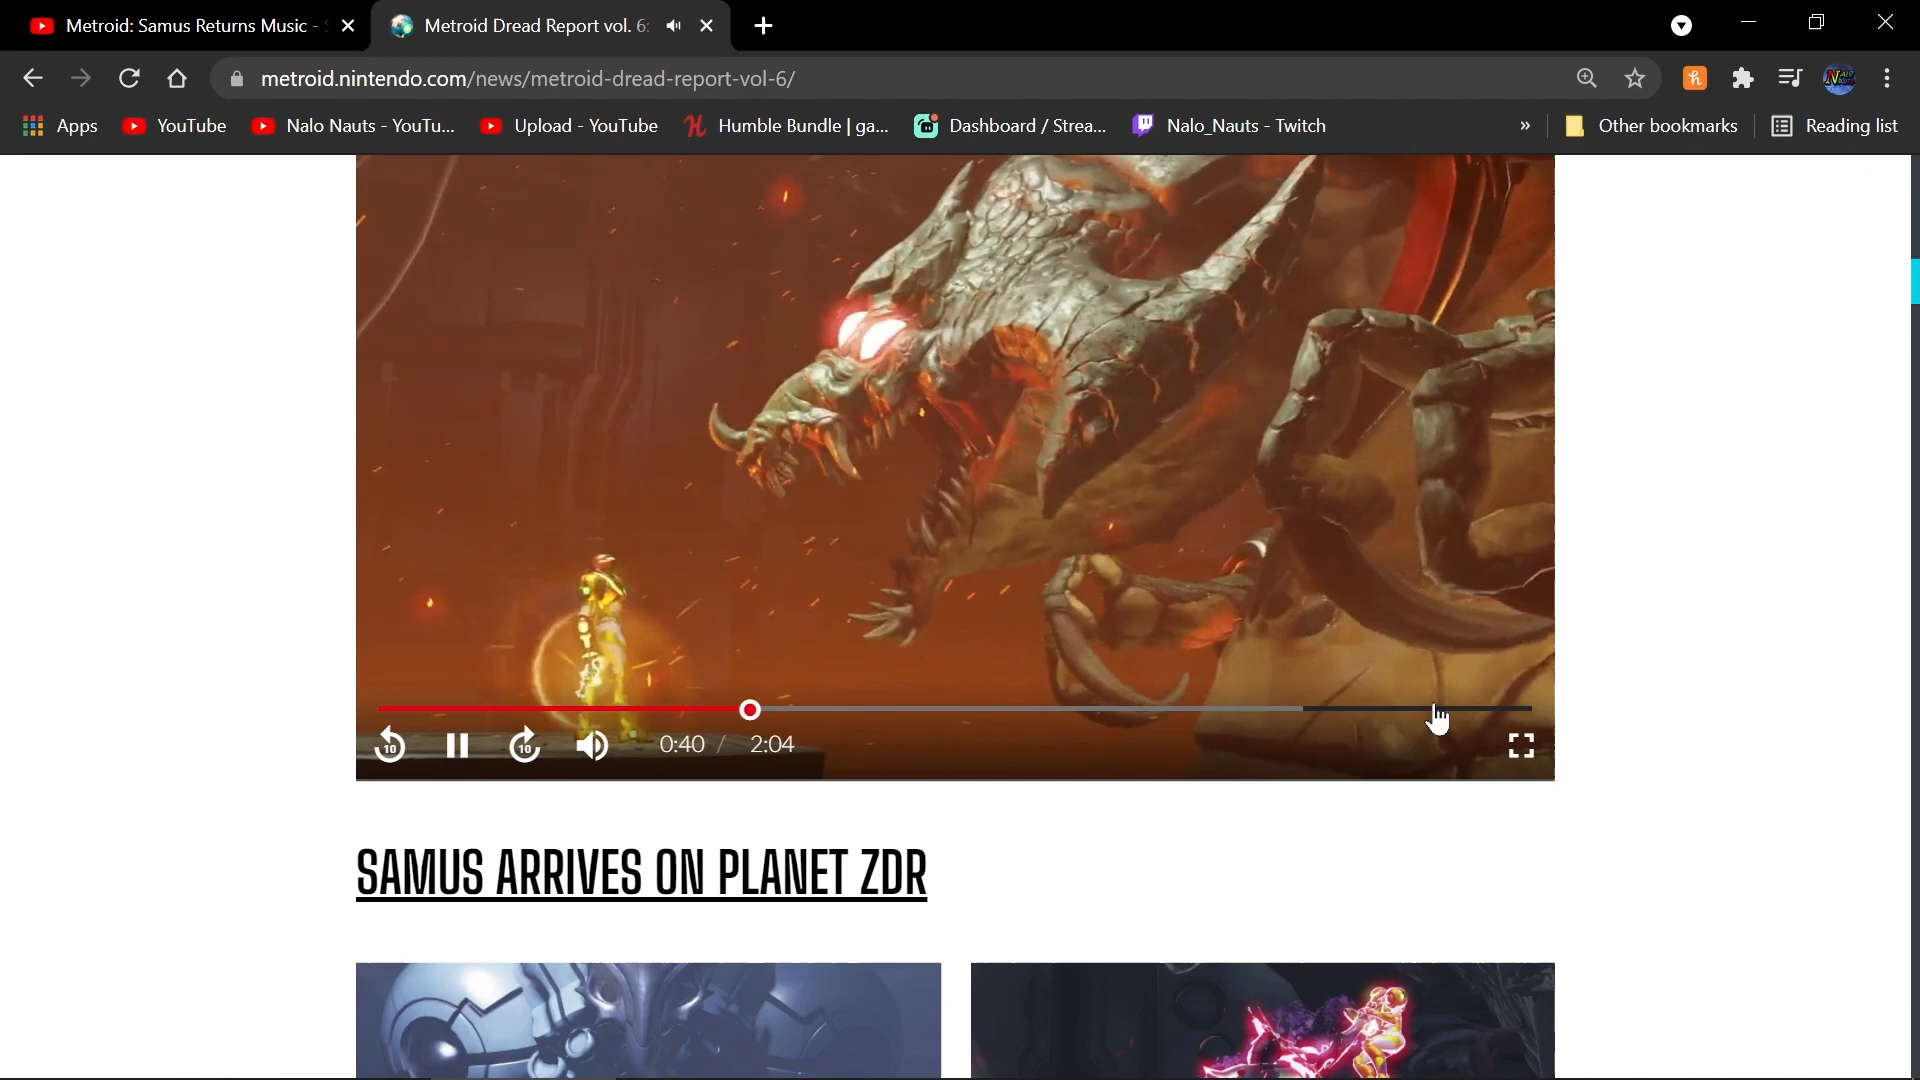 Metroid: Samus Returns Music -
Metroid Dread Report vol. 6:
metroid.nintendo.com/news/metroid-dread-report-vol-6/
Apps
YouTube
Nalo Nauts - YouTu...
Upload - YouTube
Humble Bundle | ga...
Dashboard / Strea...
Nalo_Nauts - Twitch
»
Other bookmarks
Reading list
10
10
0:40 / 2:04
SAMUS ARRIVES ON PLANET ZDR